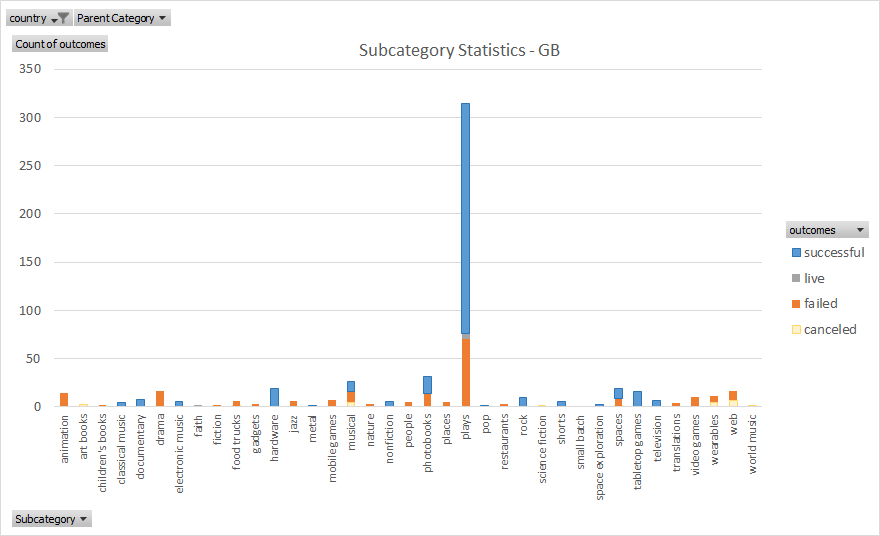 country
Parent Category
Count of outcomes
Subcategory Statistics - GB
350
300
250
200
150
100
50
0
animation
art books
children's books
classical music
documentary
drama
electronic music
faith
fiction
food trucks
gadgets
hardware
jazz
metal
mobile games
musical
nature
nonfiction
people
photobooks
places
plays
pop
restaurants
rock
science fiction
shorts
small batch
space exploration
spaces
tabletop games
television
translations
video games
wearables
web
world music
outcomes
successful
live
failed
canceled
Subcategory